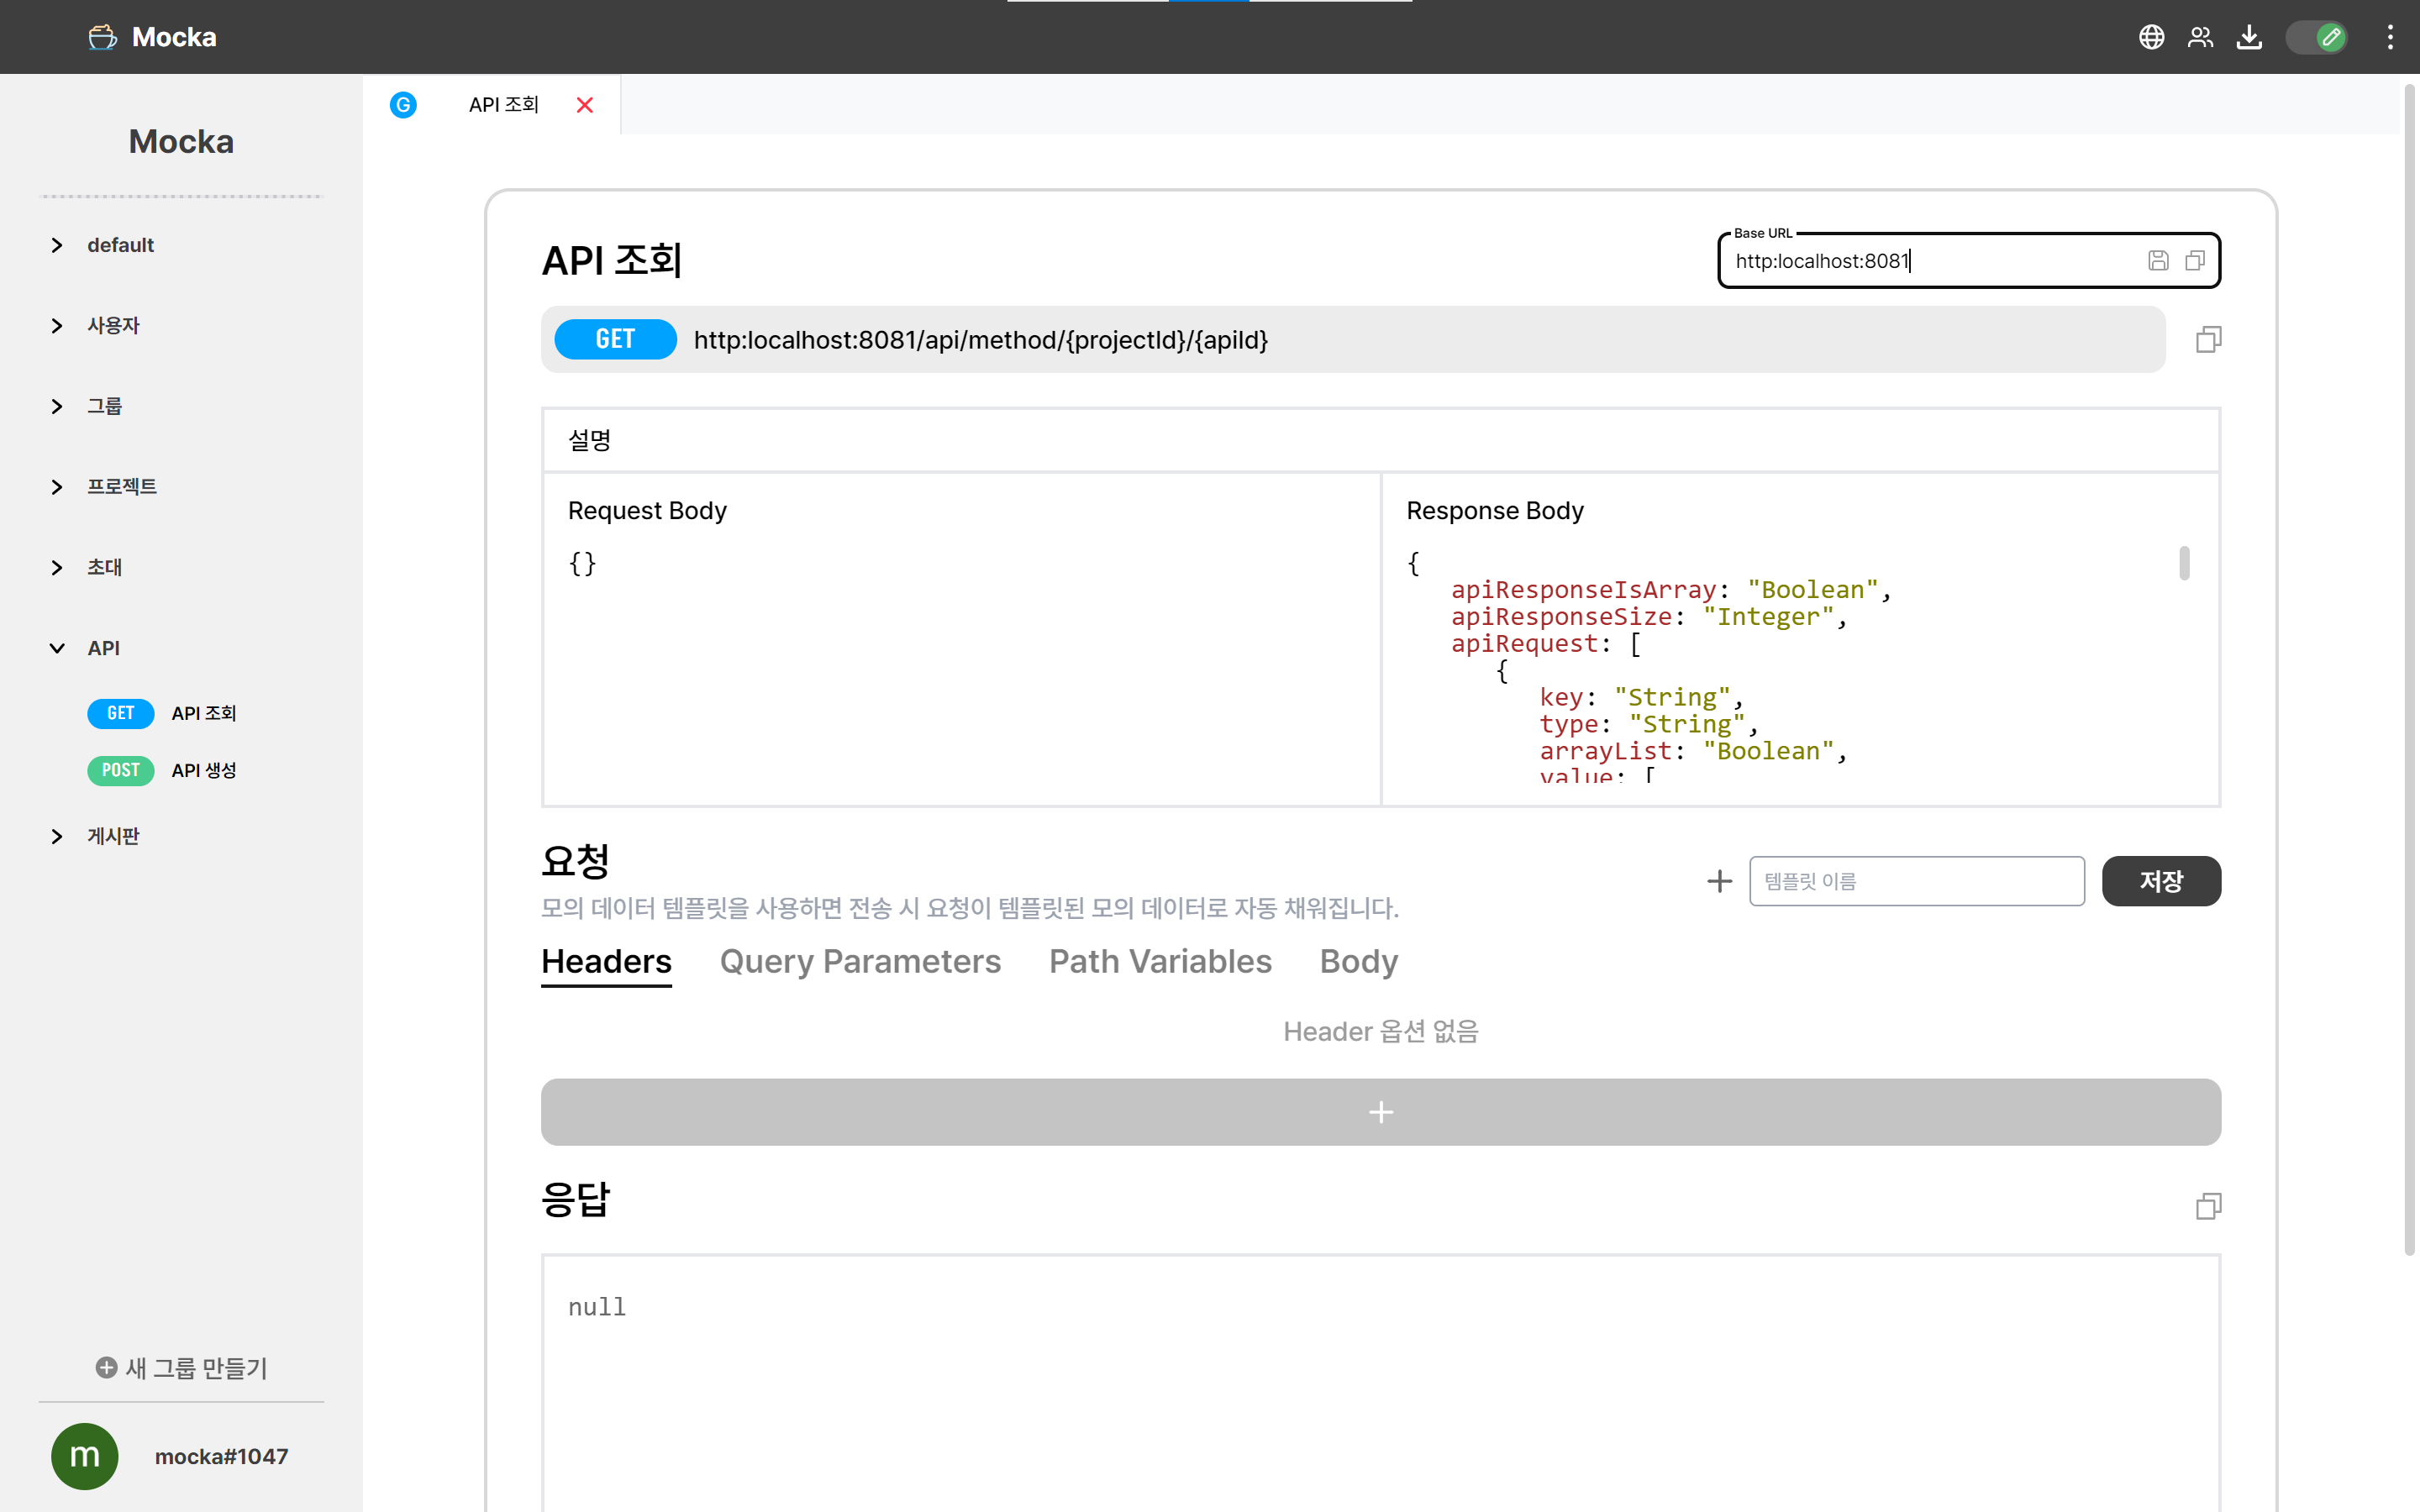 Mocka
Mocka
default
사용자
그룹
프로젝트
초대
API
GET API 조회
POST API 생성
게시판
새 그룹 만들기
m mocka#1047
G API 조회
API 조회
Base URL
http:localhost:8081
GET http:localhost:8081/api/method/{projectId}/{apiId}
설명
Request Body
{}
Response Body
{
apiResponseIsArray: "Boolean",
apiResponseSize: "Integer",
apiRequest: [
{
key: "String",
type: "String",
arrayList: "Boolean",
value: [
요청
모의 데이터 템플릿을 사용하면 전송 시 요청이 템플릿된 모의 데이터로 자동 채워집니다.
템플릿 이름
저장
Headers Query Parameters Path Variables Body
Header 옵션 없음
응답
null